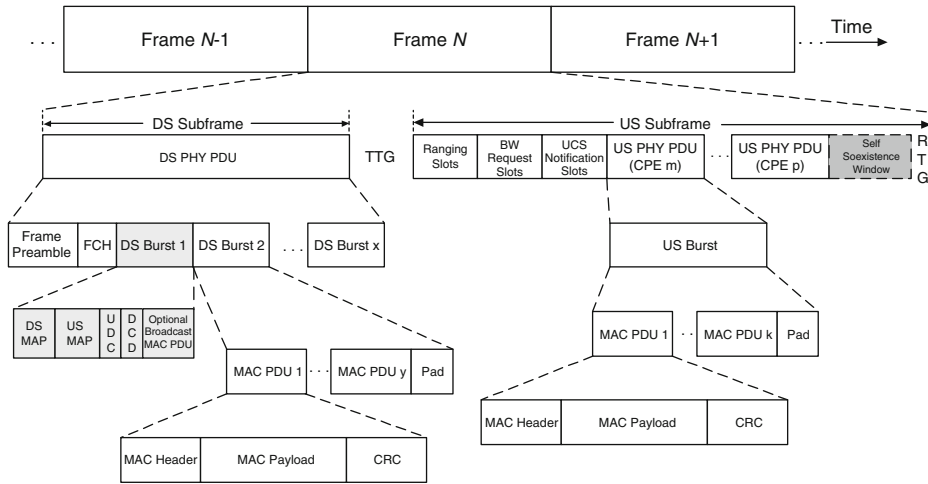 · · · Frame N-1 Frame N Frame N+1 · · · Time
DS Subframe US Subframe
DS PHY PDU TTG
Ranging Slots
BW Request Slots
UCS Notification Slots
US PHY PDU (CPE m)
· · ·
US PHY PDU (CPE p)
Self Soexistence Window
R T G
Frame Preamble
FCH
DS Burst 1
DS Burst 2
· · ·
DS Burst x
US Burst
DS MAP
US MAP
U D C
D C D
Optional Broadcast MAC PDU
MAC PDU 1 · · · MAC PDU k Pad
MAC PDU 1 · · · MAC PDU y Pad
MAC Header MAC Payload CRC
MAC Header MAC Payload CRC